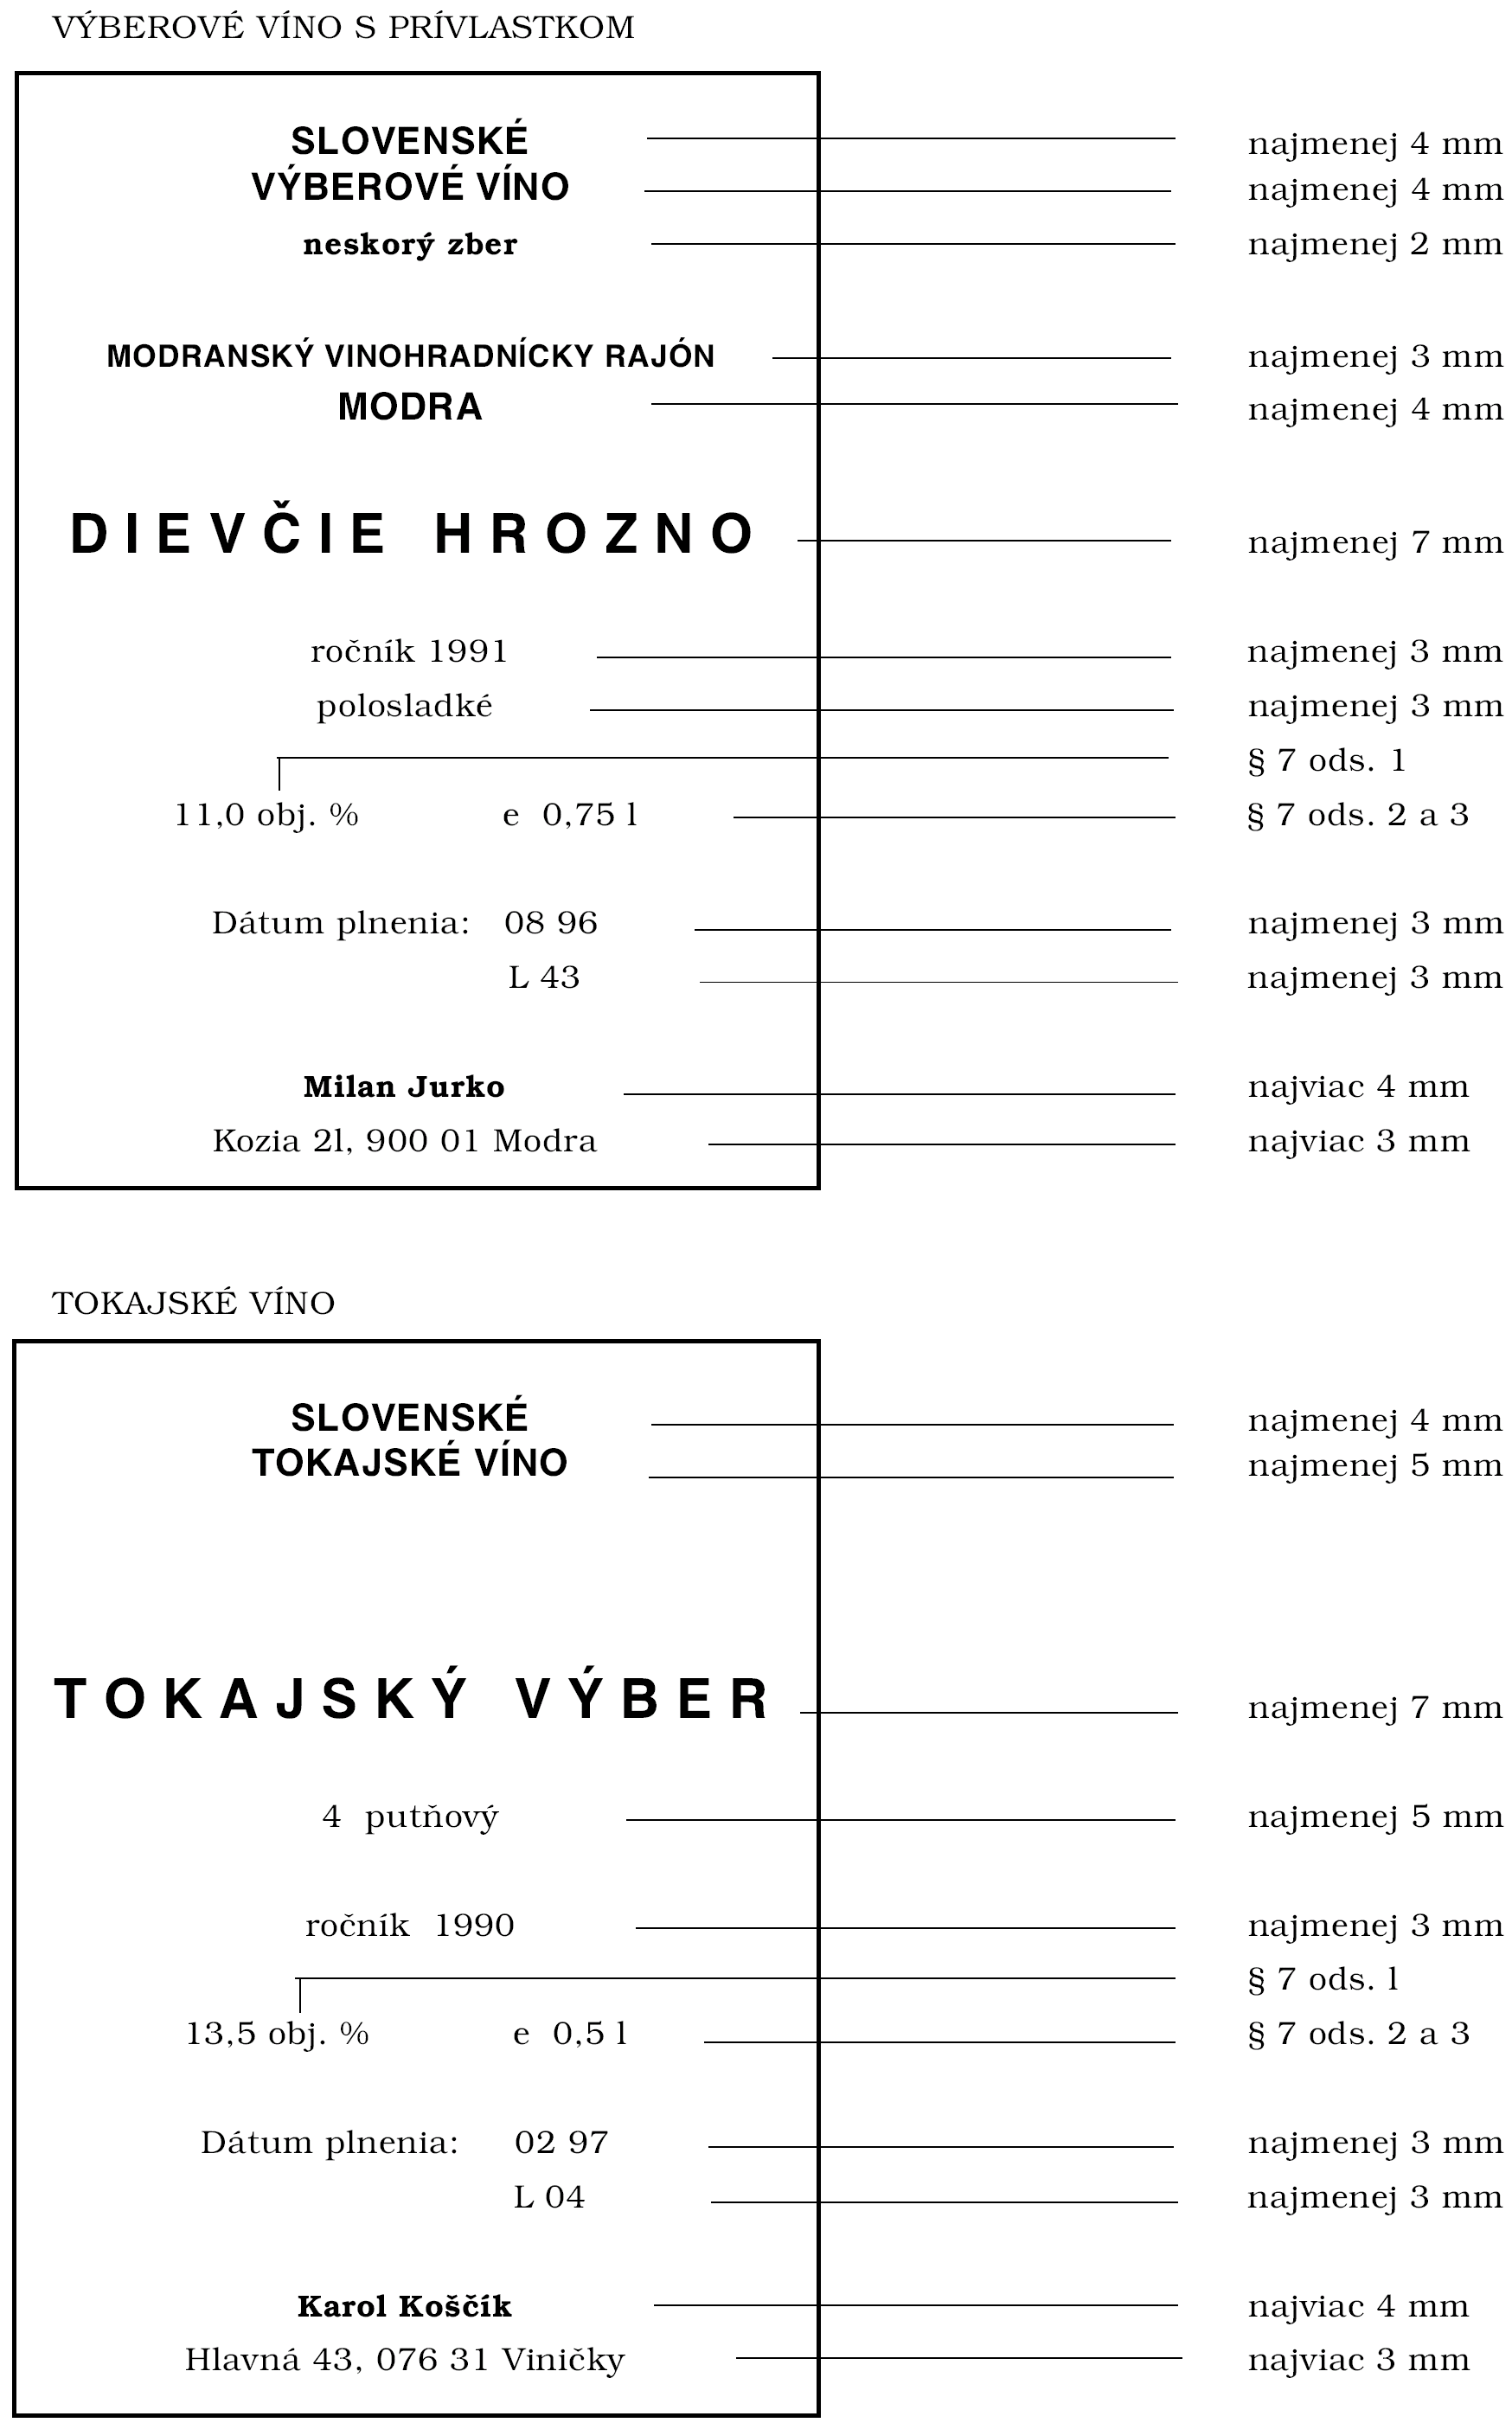 VÝBEROVÉ VÍNO S PRÍVLASTKOM
SLOVENSKÉ najmenej 4 mm
VÝBEROVÉ VÍNO najmenej 4 mm
neskorý zber najmenej 2 mm
MODRANSKÝ VINOHRADNÍCKY RAJÓN najmenej 3 mm
MODRA najmenej 4 mm
DIEVČIE HROZNO najmenej 7 mm
ročník 1991 najmenej 3 mm
polosladké najmenej 3 mm
§ 7 ods. 1
11,0 obj. % e 0,75 l § 7 ods. 2 a 3
Dátum plnenia: 08 96 najmenej 3 mm
L 43 najmenej 3 mm
Milan Jurko najviac 4 mm
Kozia 2l, 900 01 Modra najviac 3 mm
TOKAJSKÉ VÍNO
SLOVENSKÉ najmenej 4 mm
TOKAJSKÉ VÍNO najmenej 5 mm
TOKAJSKÝ VÝBER najmenej 7 mm
4 putňový najmenej 5 mm
ročník 1990 najmenej 3 mm
§ 7 ods. l
13,5 obj. % e 0,5 l § 7 ods. 2 a 3
Dátum plnenia: 02 97 najmenej 3 mm
L 04 najmenej 3 mm
Karol Koščík najviac 4 mm
Hlavná 43, 076 31 Viničky najviac 3 mm